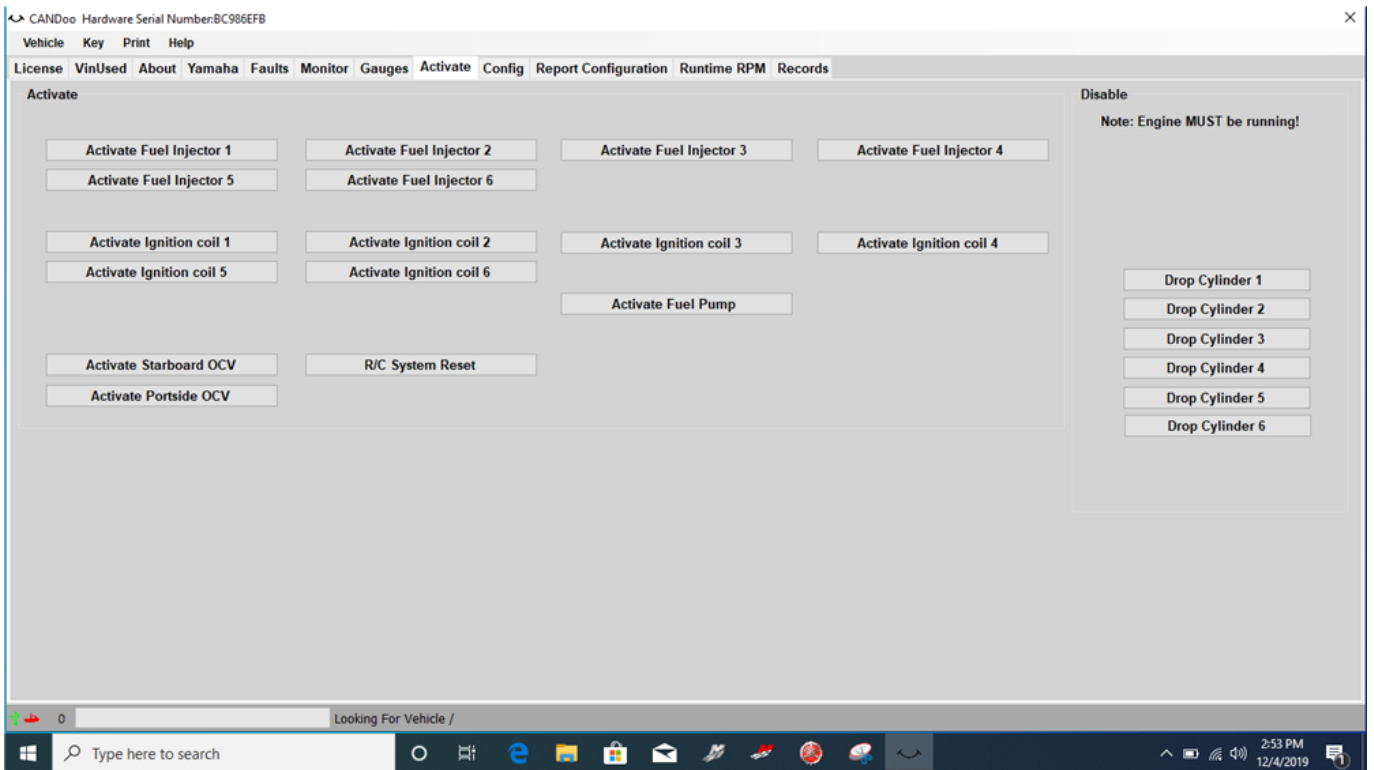 CANDoo Hardware Serial Number:BC986EFB
Vehicle Key Print Help
License VinUsed About Yamaha Faults Monitor Gauges Activate Config Report Configuration Runtime RPM Records
Activate
Activate Fuel Injector 1 Activate Fuel Injector 2 Activate Fuel Injector 3 Activate Fuel Injector 4
Activate Fuel Injector 5 Activate Fuel Injector 6
Activate Ignition coil 1 Activate Ignition coil 2 Activate Ignition coil 3 Activate Ignition coil 4
Activate Ignition coil 5 Activate Ignition coil 6
Activate Fuel Pump
Activate Starboard OCV R/C System Reset
Activate Portside OCV
Disable
Note: Engine MUST be running!
Drop Cylinder 1
Drop Cylinder 2
Drop Cylinder 3
Drop Cylinder 4
Drop Cylinder 5
Drop Cylinder 6
0 Looking For Vehicle /
Type here to search
2:53 PM
12/4/2019
1